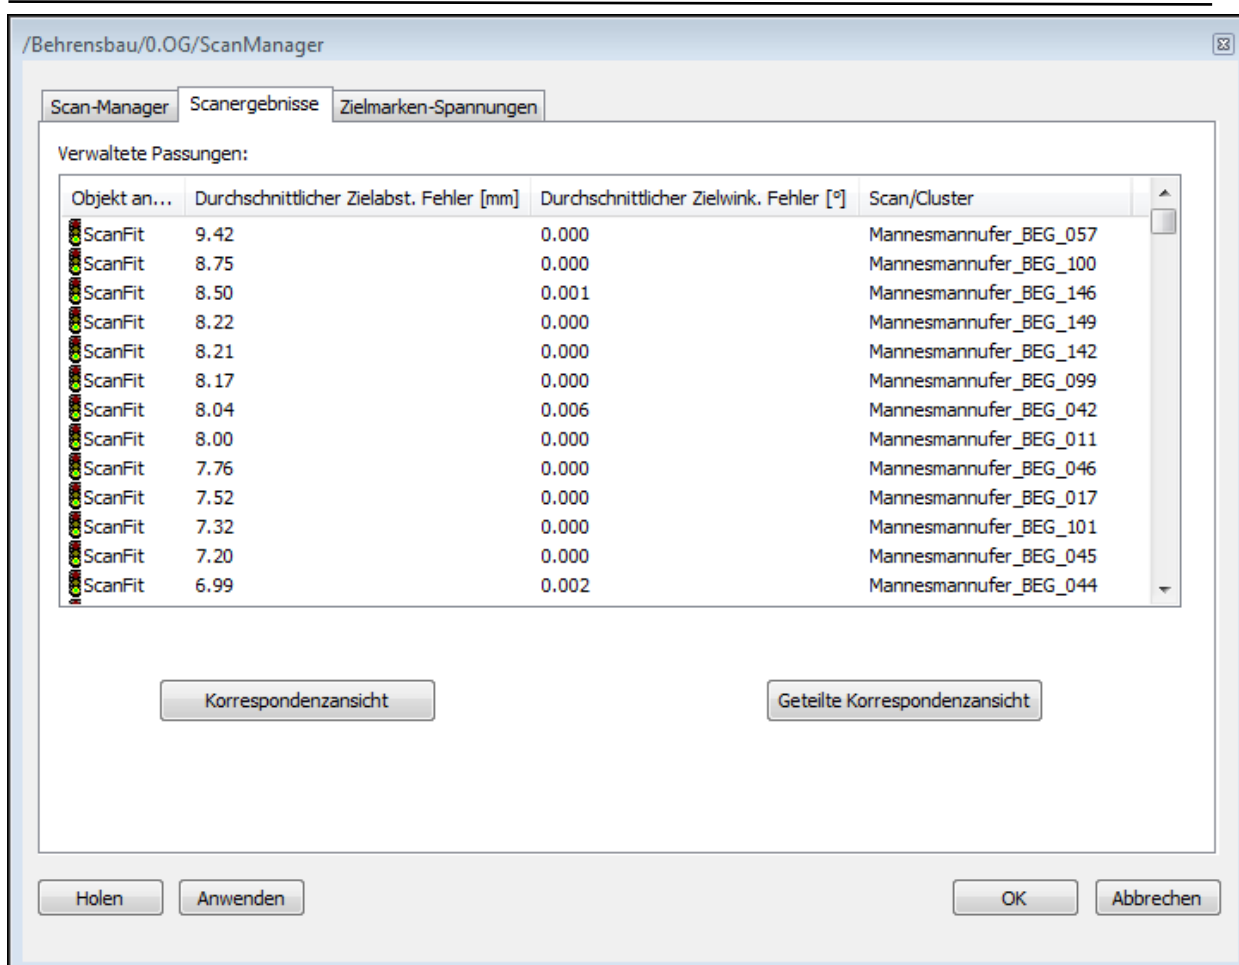 /Behrensbau/0.OG/ScanManager
Scan-Manager Scanergebnisse Zielmarken-Spannungen
Verwaltete Passungen:
Objekt an... Durchschnittlicher Zielabst. Fehler [mm] Durchschnittlicher Zielwink. Fehler [°] Scan/Cluster
ScanFit 9.42 0.000 Mannesmannufer_BEG_057
ScanFit 8.75 0.000 Mannesmannufer_BEG_100
ScanFit 8.50 0.001 Mannesmannufer_BEG_146
ScanFit 8.22 0.000 Mannesmannufer_BEG_149
ScanFit 8.21 0.000 Mannesmannufer_BEG_142
ScanFit 8.17 0.000 Mannesmannufer_BEG_099
ScanFit 8.04 0.006 Mannesmannufer_BEG_042
ScanFit 8.00 0.000 Mannesmannufer_BEG_011
ScanFit 7.76 0.000 Mannesmannufer_BEG_046
ScanFit 7.52 0.000 Mannesmannufer_BEG_017
ScanFit 7.32 0.000 Mannesmannufer_BEG_101
ScanFit 7.20 0.000 Mannesmannufer_BEG_045
ScanFit 6.99 0.002 Mannesmannufer_BEG_044
Korrespondenzansicht Geteilte Korrespondenzansicht
Holen Anwenden OK Abbrechen